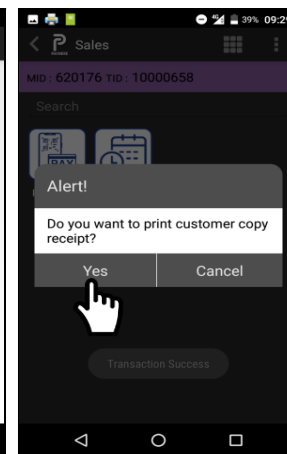 39% 09:29
Sales
MID : 620176 TID : 10000658
Search
PAY
Alert!
Do you want to print customer copy
receipt?
Yes
Cancel
Transaction Success